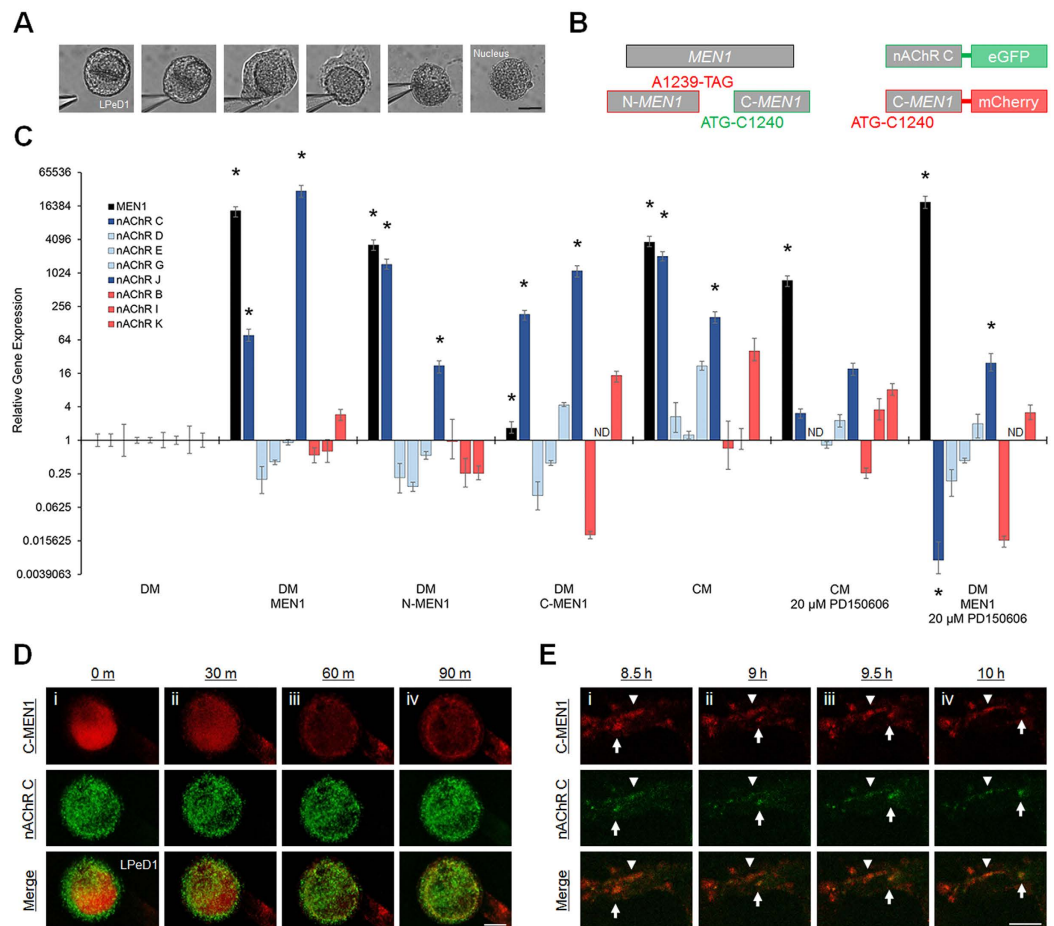 A
LPeD1
Nucleus
B
MEN1
A1239-TAG
N-MEN1
C-MEN1
ATG-C1240
nAChR C
eGFP
C-MEN1
mCherry
ATG-C1240
C
Relative Gene Expression
65536
16384
4096
1024
256
64
16
4
1
0.25
0.0625
0.015625
0.0039063
MEN1
nAChR C
nAChR D
nAChR E
nAChR G
nAChR J
nAChR B
nAChR I
nAChR K
* * * * * * * * * * * * * * *
*
ND
ND
ND
DM
DM
MEN1
DM
N-MEN1
DM
C-MEN1
CM
CM
20 µM PD150606
DM
MEN1
20 µM PD150606
D
0 m
30 m
60 m
90 m
C-MEN1
i
ii
iii
iv
nAChR C
Merge
LPeD1
E
8.5 h
9 h
9.5 h
10 h
C-MEN1
i
ii
iii
iv
nAChR C
Merge